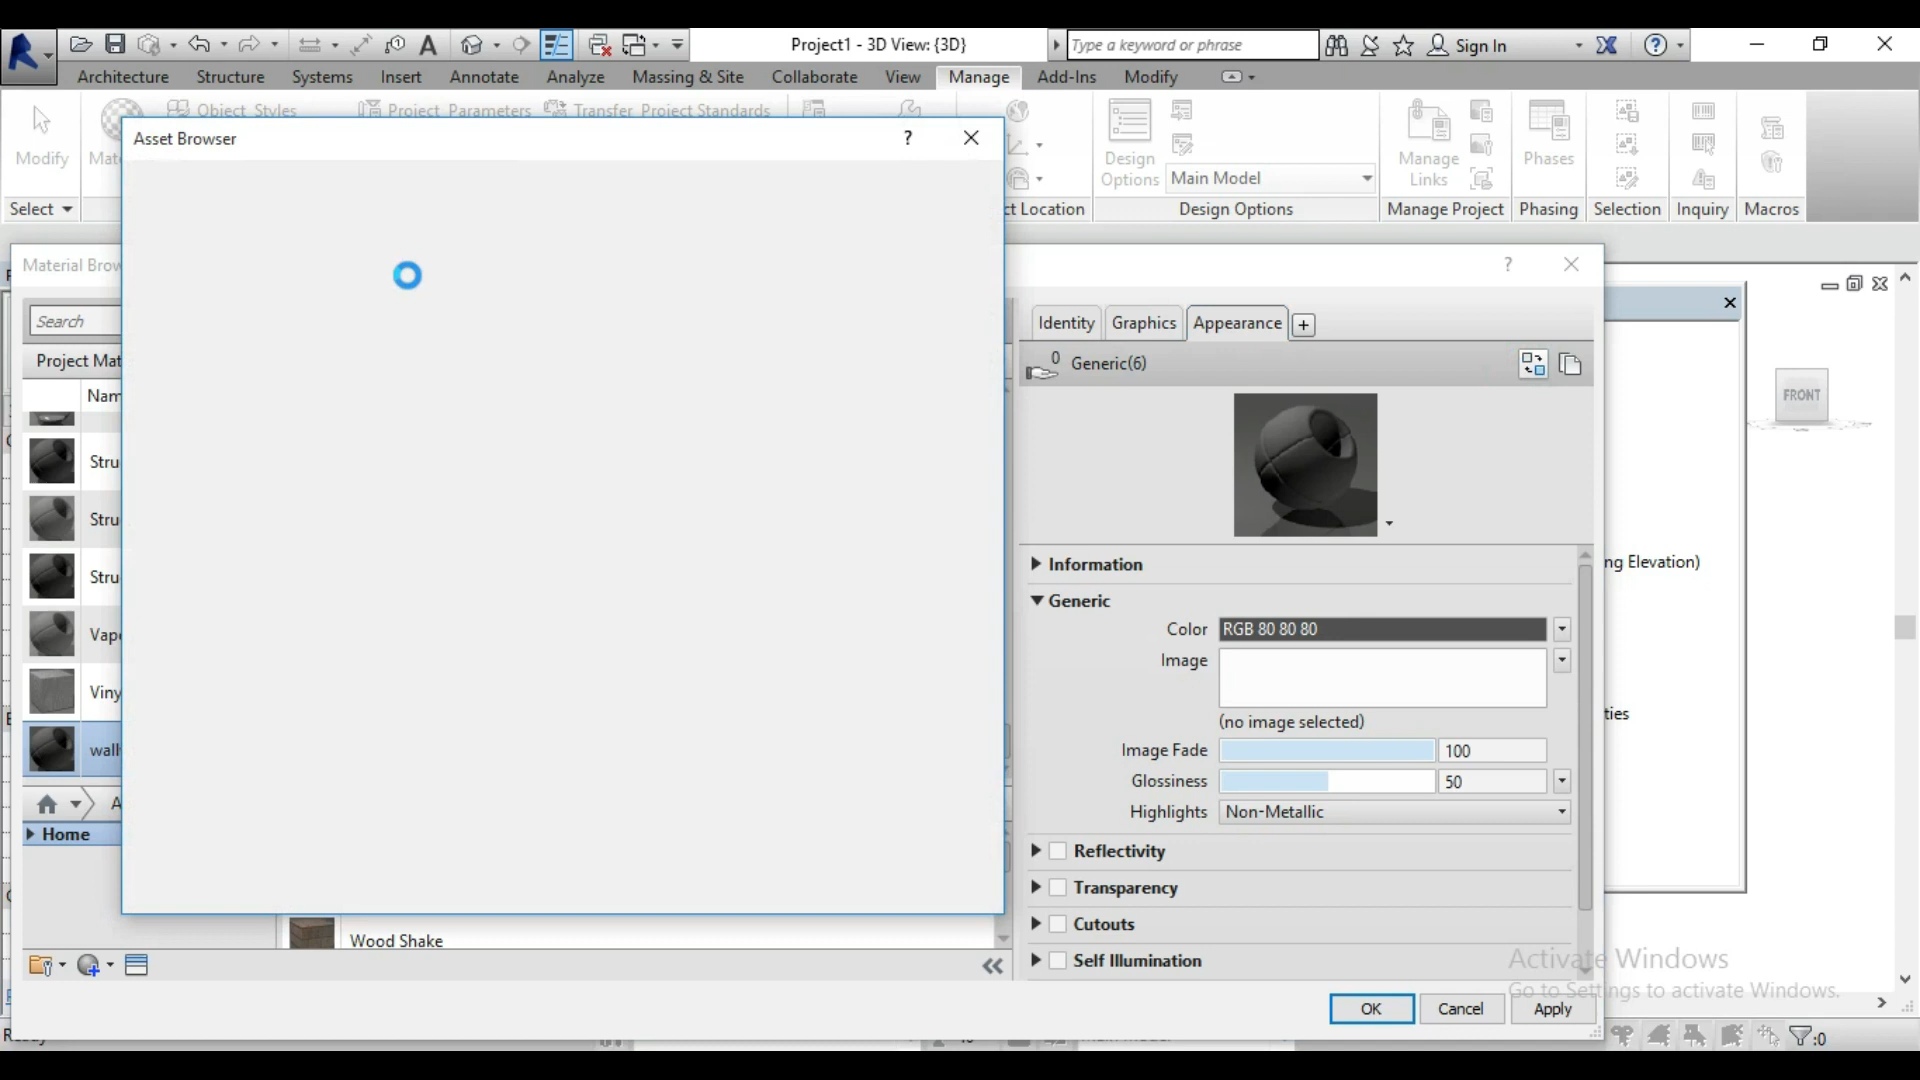 Project1 - 3D View: {3D}
Type a keyword or phrase
Sign In
Architecture Structure Systems Insert Annotate Analyze Massing & Site Collaborate View Manage Add-Ins Modify
Object Styles Project Parameters Transfer Project Standards
Modify
Mat
Design Options
Main Model
Manage Links
Phases
Select
ct Location
Design Options
Manage Project
Phasing
Selection
Inquiry
Macros
Asset Browser
Material Brow
Search
Project Mat
Nam
Stru
Stru
Stru
Vap
Viny
wall
Home
Wood Shake
Identity Graphics Appearance
0 Generic(6)
Information
Generic
Color RGB 80 80 80
Image
(no image selected)
Image Fade 100
Glossiness 50
Highlights Non-Metallic
Reflectivity
Transparency
Cutouts
Self Illumination
OK Cancel Apply
FRONT
ng Elevation)
ties
Activate Windows
Go to Settings to activate Windows.
:0